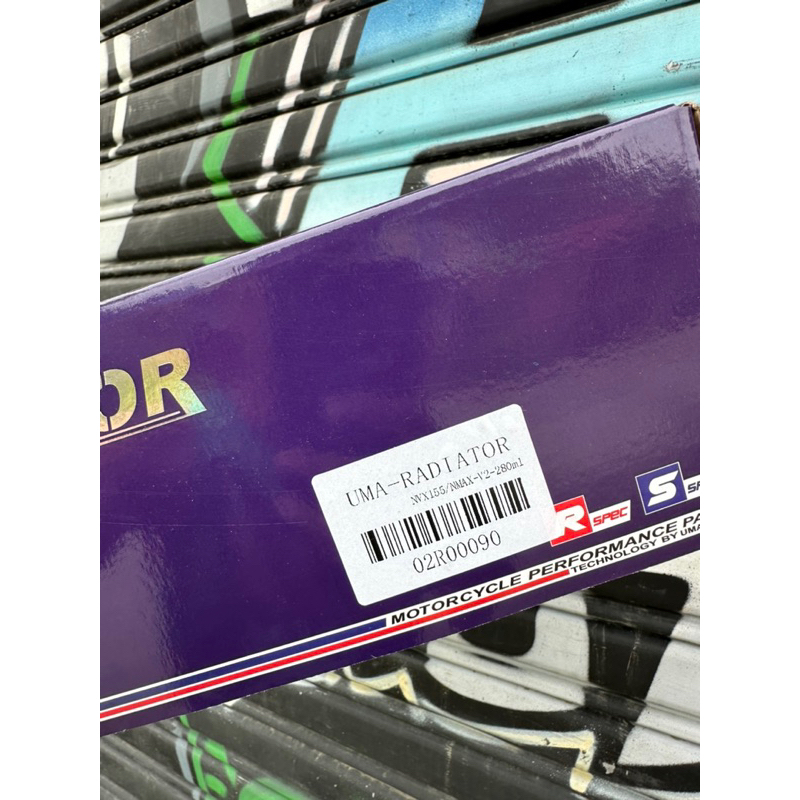 OR
UMA-RADIATOR
NVX155/NMAX-V2-280ml
02R00090
R SPEC
S
MOTORCYCLE PERFORMANCE PA
TECHNOLOGY BY UMA